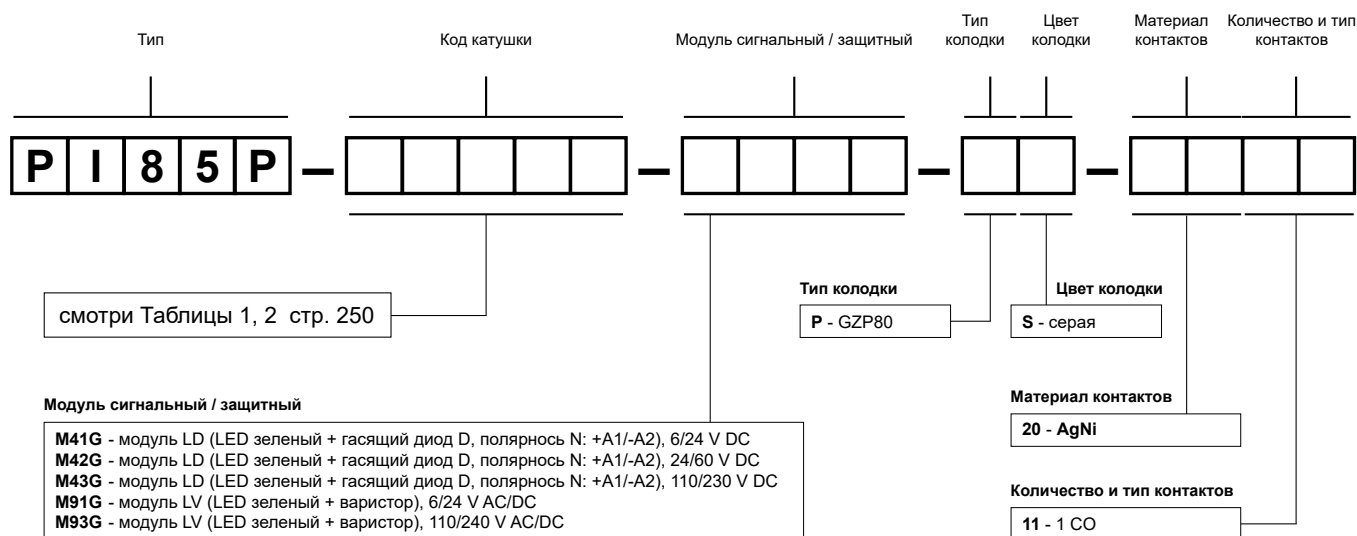 Тип
Код катушки
Модуль сигнальный / защитный
Тип
колодки
Цвет
колодки
Материал
контактов
Количество и тип
контактов
PI85P – –  –  –
смотри Таблицы 1, 2 стр. 250
Тип колодки
P - GZP80
Цвет колодки
S - серая
Модуль сигнальный / защитный
M41G - модуль LD (LED зеленый + гасящий диод D, полярнось N: +A1/-A2), 6/24 V DC
M42G - модуль LD (LED зеленый + гасящий диод D, полярнось N: +A1/-A2), 24/60 V DC
M43G - модуль LD (LED зеленый + гасящий диод D, полярнось N: +A1/-A2), 110/230 V DC
M91G - модуль LV (LED зеленый + варистор), 6/24 V AC/DC
M93G - модуль LV (LED зеленый + варистор), 110/240 V AC/DC
Материал контактов
20 - AgNi
Количество и тип контактов
11 - 1 CO